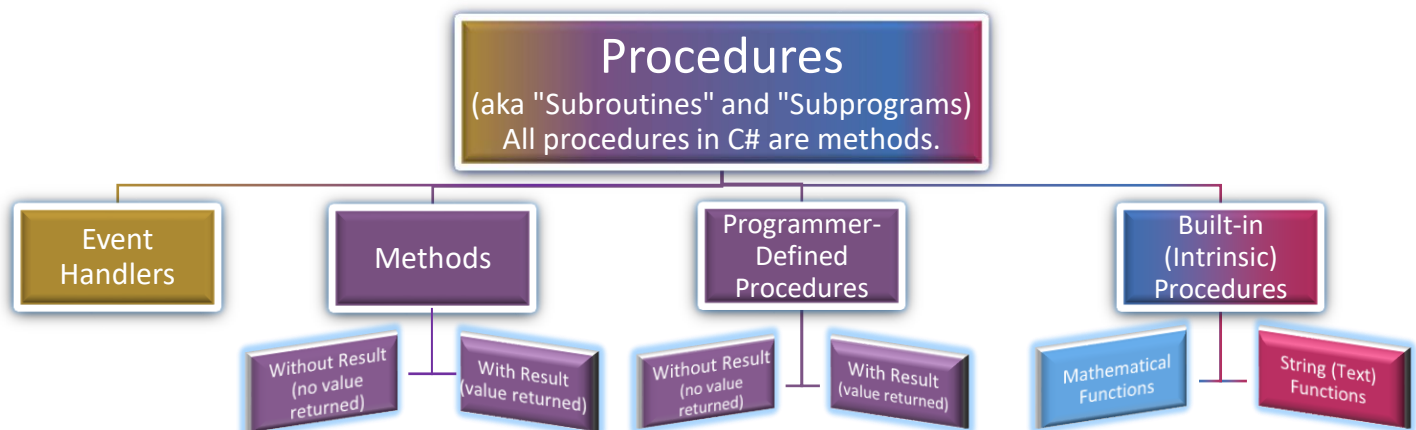 Procedures
(aka "Subroutines" and "Subprograms)
All procedures in C# are methods.
Event
Handlers
Methods
Programmer-
Defined
Procedures
Built-in
(Intrinsic)
Procedures
Without Result
(no value
returned)
With Result
(value returned)
Without Result
(no value
returned)
With Result
(value returned)
Mathematical
Functions
String (Text)
Functions